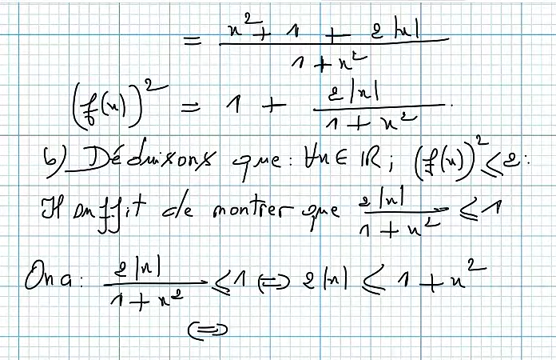 = (x² + 1 + 2|x|) / (1 + x²)
(f(x))² = 1 + 2|x| / (1 + x²).
b) Déduisons que : ∀x ∈ IR ; (f(x))² ⩽ 2 :
Il suffit de montrer que 2|x| / (1 + x²) ⩽ 1
On a : 2|x| / (1 + x²) ⩽ 1 ⇔ 2|x| ⩽ 1 + x²
⇔